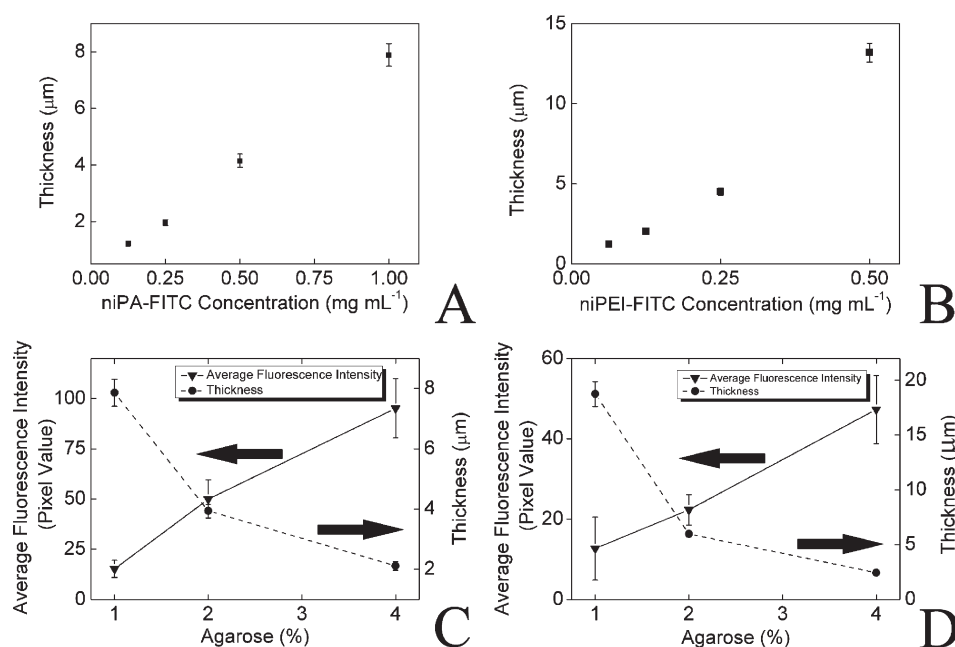 8
6
4
2
0.00 0.25 0.50 0.75 1.00
Thickness (μm)
niPA-FITC Concentration (mg mL-1)
A
15
10
5
0
0.00 0.25 0.50
Thickness (μm)
niPEI-FITC Concentration (mg mL-1)
B
Average Fluorescence Intensity
(Pixel Value)
100
75
50
25
0
Average Fluorescence Intensity
Thickness
8
6
4
2
Thickness (μm)
1 2 3 4
Agarose (%)
C
Average Fluorescence Intensity
(Pixel Value)
60
40
20
0
Average Fluorescence Intensity
Thickness
20
15
10
5
0
Thickness (μm)
1 2 3 4
Agarose (%)
D